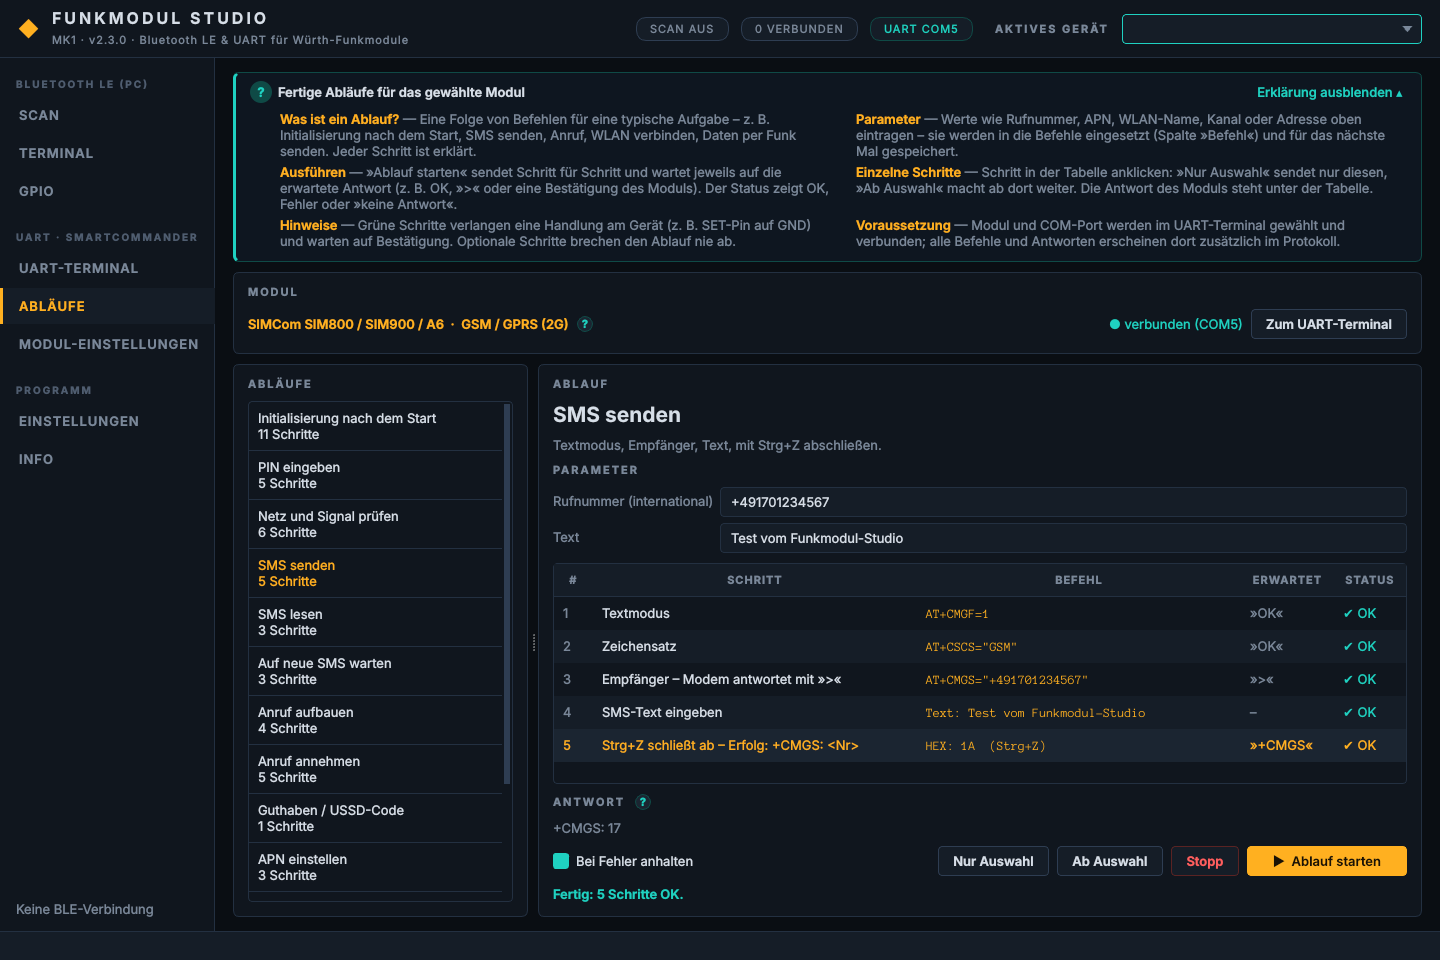 FUNKMODUL STUDIO
MK1 · v2.3.0 · Bluetooth LE & UART für Würth-Funkmodule
SCAN AUS
0 VERBUNDEN
UART COM5
AKTIVES GERÄT
BLUETOOTH LE (PC)
SCAN
TERMINAL
GPIO
UART · SMARTCOMMANDER
UART-TERMINAL
ABLÄUFE
MODUL-EINSTELLUNGEN
PROGRAMM
EINSTELLUNGEN
INFO
Keine BLE-Verbindung
? Fertige Abläufe für das gewählte Modul
Erklärung ausblenden ▴
Was ist ein Ablauf? — Eine Folge von Befehlen für eine typische Aufgabe – z. B.
Initialisierung nach dem Start, SMS senden, Anruf, WLAN verbinden, Daten per Funk
senden. Jeder Schritt ist erklärt.
Parameter — Werte wie Rufnummer, APN, WLAN-Name, Kanal oder Adresse oben
eintragen – sie werden in die Befehle eingesetzt (Spalte »Befehl«) und für das nächste
Mal gespeichert.
Ausführen — »Ablauf starten« sendet Schritt für Schritt und wartet jeweils auf die
erwartete Antwort (z. B. OK, »>« oder eine Bestätigung des Moduls). Der Status zeigt OK,
Fehler oder »keine Antwort«.
Einzelne Schritte — Schritt in der Tabelle anklicken: »Nur Auswahl« sendet nur diesen,
»Ab Auswahl« macht ab dort weiter. Die Antwort des Moduls steht unter der Tabelle.
Hinweise — Grüne Schritte verlangen eine Handlung am Gerät (z. B. SET-Pin auf GND)
und warten auf Bestätigung. Optionale Schritte brechen den Ablauf nie ab.
Voraussetzung — Modul und COM-Port werden im UART-Terminal gewählt und
verbunden; alle Befehle und Antworten erscheinen dort zusätzlich im Protokoll.
MODUL
SIMCom SIM800 / SIM900 / A6 · GSM / GPRS (2G) ?
● verbunden (COM5)
Zum UART-Terminal
ABLÄUFE
Initialisierung nach dem Start
11 Schritte
PIN eingeben
5 Schritte
Netz und Signal prüfen
6 Schritte
SMS senden
5 Schritte
SMS lesen
3 Schritte
Auf neue SMS warten
3 Schritte
Anruf aufbauen
4 Schritte
Anruf annehmen
5 Schritte
Guthaben / USSD-Code
1 Schritte
APN einstellen
3 Schritte
ABLAUF
SMS senden
Textmodus, Empfänger, Text, mit Strg+Z abschließen.
PARAMETER
Rufnummer (international) +491701234567
Text Test vom Funkmodul-Studio
# SCHRITT BEFEHL ERWARTET STATUS
1 Textmodus AT+CMGF=1 »OK« ✔ OK
2 Zeichensatz AT+CSCS="GSM" »OK« ✔ OK
3 Empfänger – Modem antwortet mit »>« AT+CMGS="+491701234567" »>« ✔ OK
4 SMS-Text eingeben Text: Test vom Funkmodul-Studio – ✔ OK
5 Strg+Z schließt ab – Erfolg: +CMGS: <Nr> HEX: 1A (Strg+Z) »+CMGS« ✔ OK
ANTWORT ?
+CMGS: 17
Bei Fehler anhalten
Nur Auswahl
Ab Auswahl
Stopp
▶ Ablauf starten
Fertig: 5 Schritte OK.